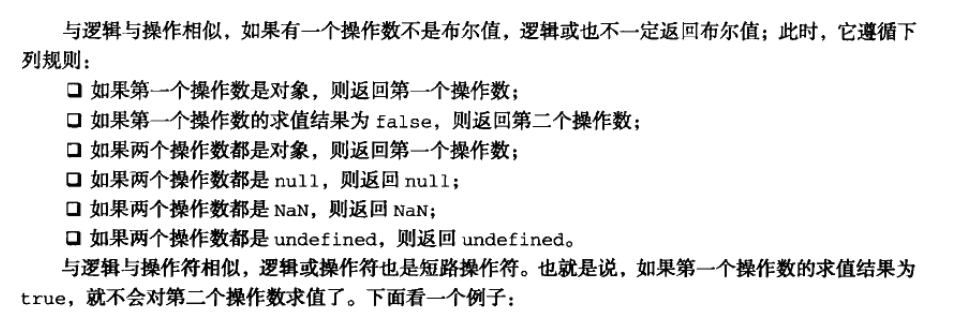 与逻辑与操作相似，如果有一个操作数不是布尔值，逻辑或也不一定返回布尔值；此时，它遵循下
列规则：
❑ 如果第一个操作数是对象，则返回第一个操作数；
❑ 如果第一个操作数的求值结果为 false，则返回第二个操作数；
❑ 如果两个操作数都是对象，则返回第一个操作数；
❑ 如果两个操作数都是 null，则返回 null；
❑ 如果两个操作数都是 NaN，则返回 NaN；
❑ 如果两个操作数都是 undefined，则返回 undefined。
与逻辑与操作符相似，逻辑或操作符也是短路操作符。也就是说，如果第一个操作数的求值结果为
true，就不会对第二个操作数求值了。下面看一个例子：